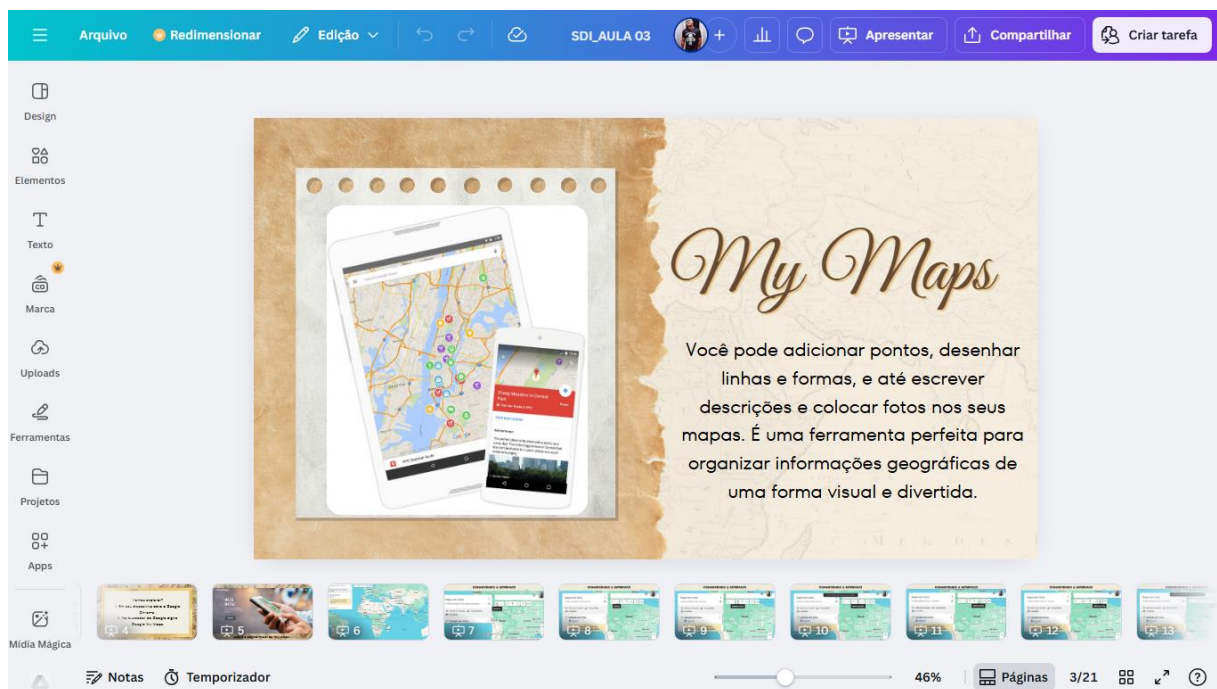 Arquivo
Redimensionar
Edição
SDI_AULA 03
+
Apresentar
Compartilhar
Criar tarefa
Design
Elementos
Texto
Marca
Uploads
Ferramentas
Projetos
Apps
Mídia Mágica
My Maps
Você pode adicionar pontos, desenhar
linhas e formas, e até escrever
descrições e colocar fotos nos seus
mapas. É uma ferramenta perfeita para
organizar informações geográficas de
uma forma visual e divertida.
4
5
6
7
8
9
10
11
12
13
Notas
Temporizador
46%
Páginas
3/21